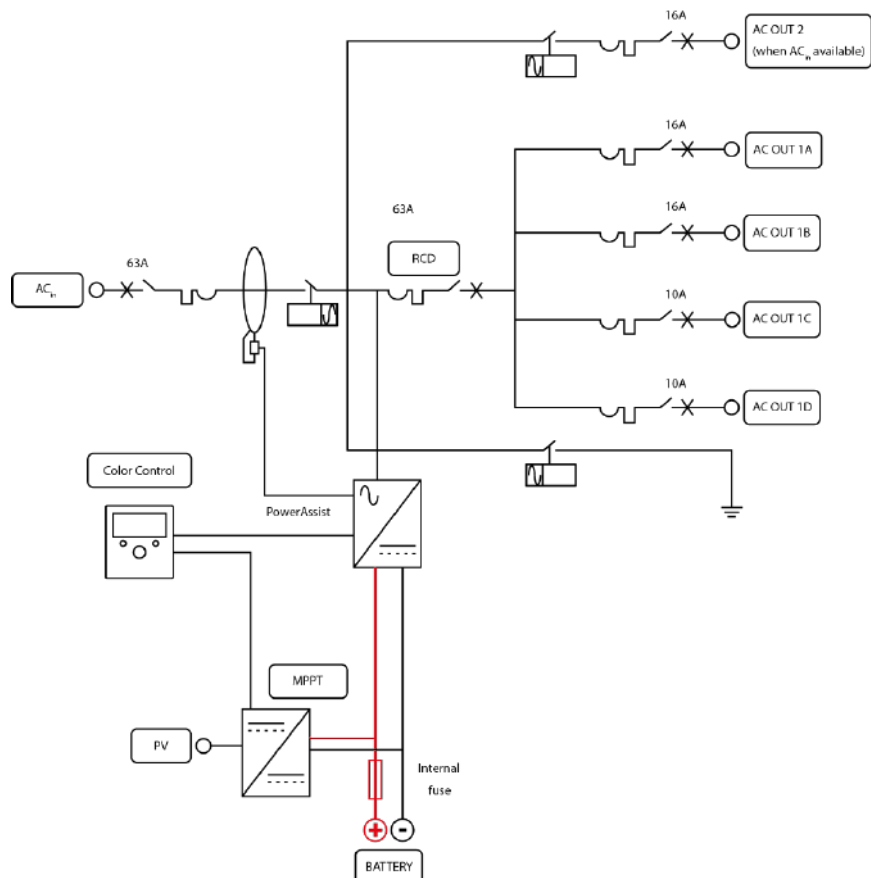 16A
AC OUT 2
(when ACin available)
16A
AC OUT 1A
63A
16A
AC OUT 1B
63A
RCD
ACin
10A
AC OUT 1C
10A
AC OUT 1D
Color Control
PowerAssist
MPPT
PV
Internal
fuse
+ -
BATTERY